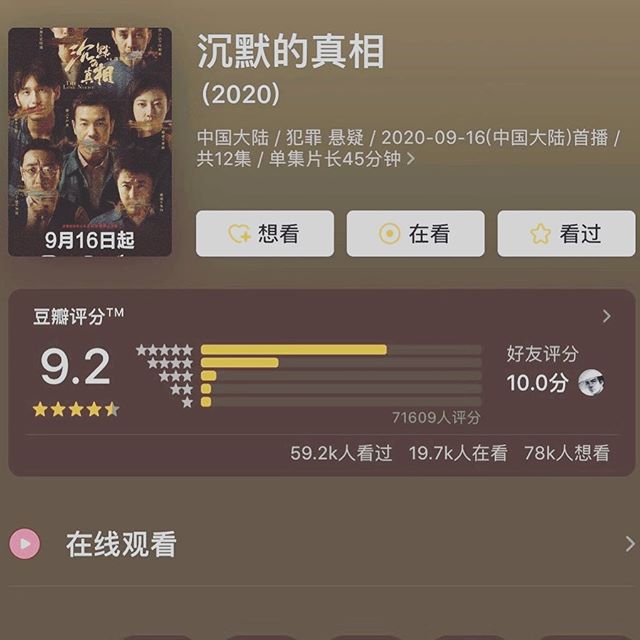 沉默的真相
(2020)
中国大陆 / 犯罪 悬疑 / 2020-09-16(中国大陆)首播 /
共12集 / 单集片长45分钟
沉默的真相
THE LONG NIGHT
9月16日起
想看
在看
看过
豆瓣评分™
9.2
好友评分
10.0分
71609人评分
59.2k人看过 19.7k人在看 78k人想看
在线观看